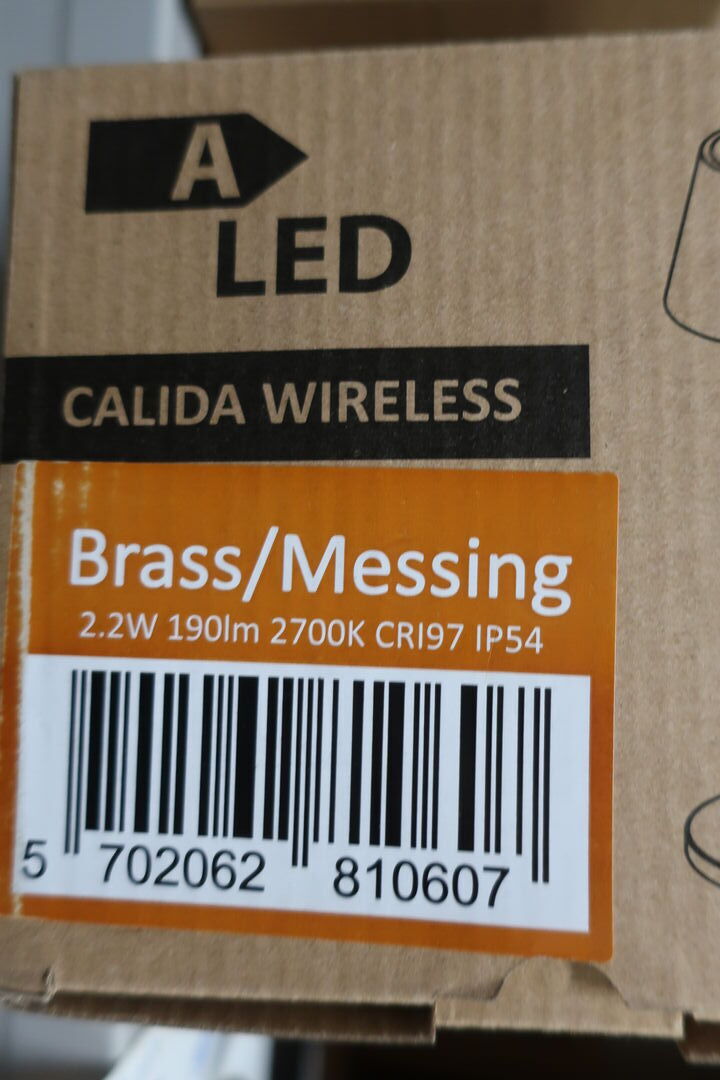 A
LED
CALIDA WIRELESS
Brass/Messing
2.2W 190lm 2700K CRI97 IP54
5 702062 810607